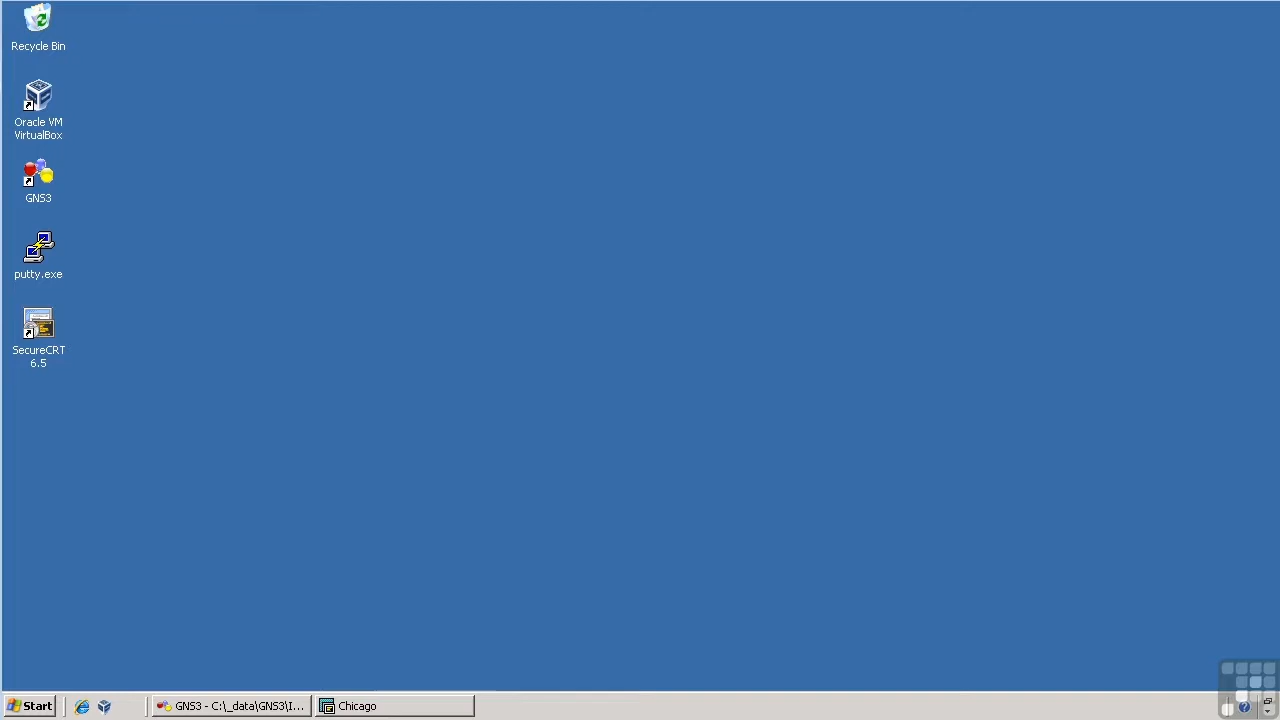 Recycle Bin
Oracle VM
VirtualBox
GNS3
putty.exe
SecureCRT
6.5
Start
GNS3 - C:\_data\GNS3\I...
Chicago